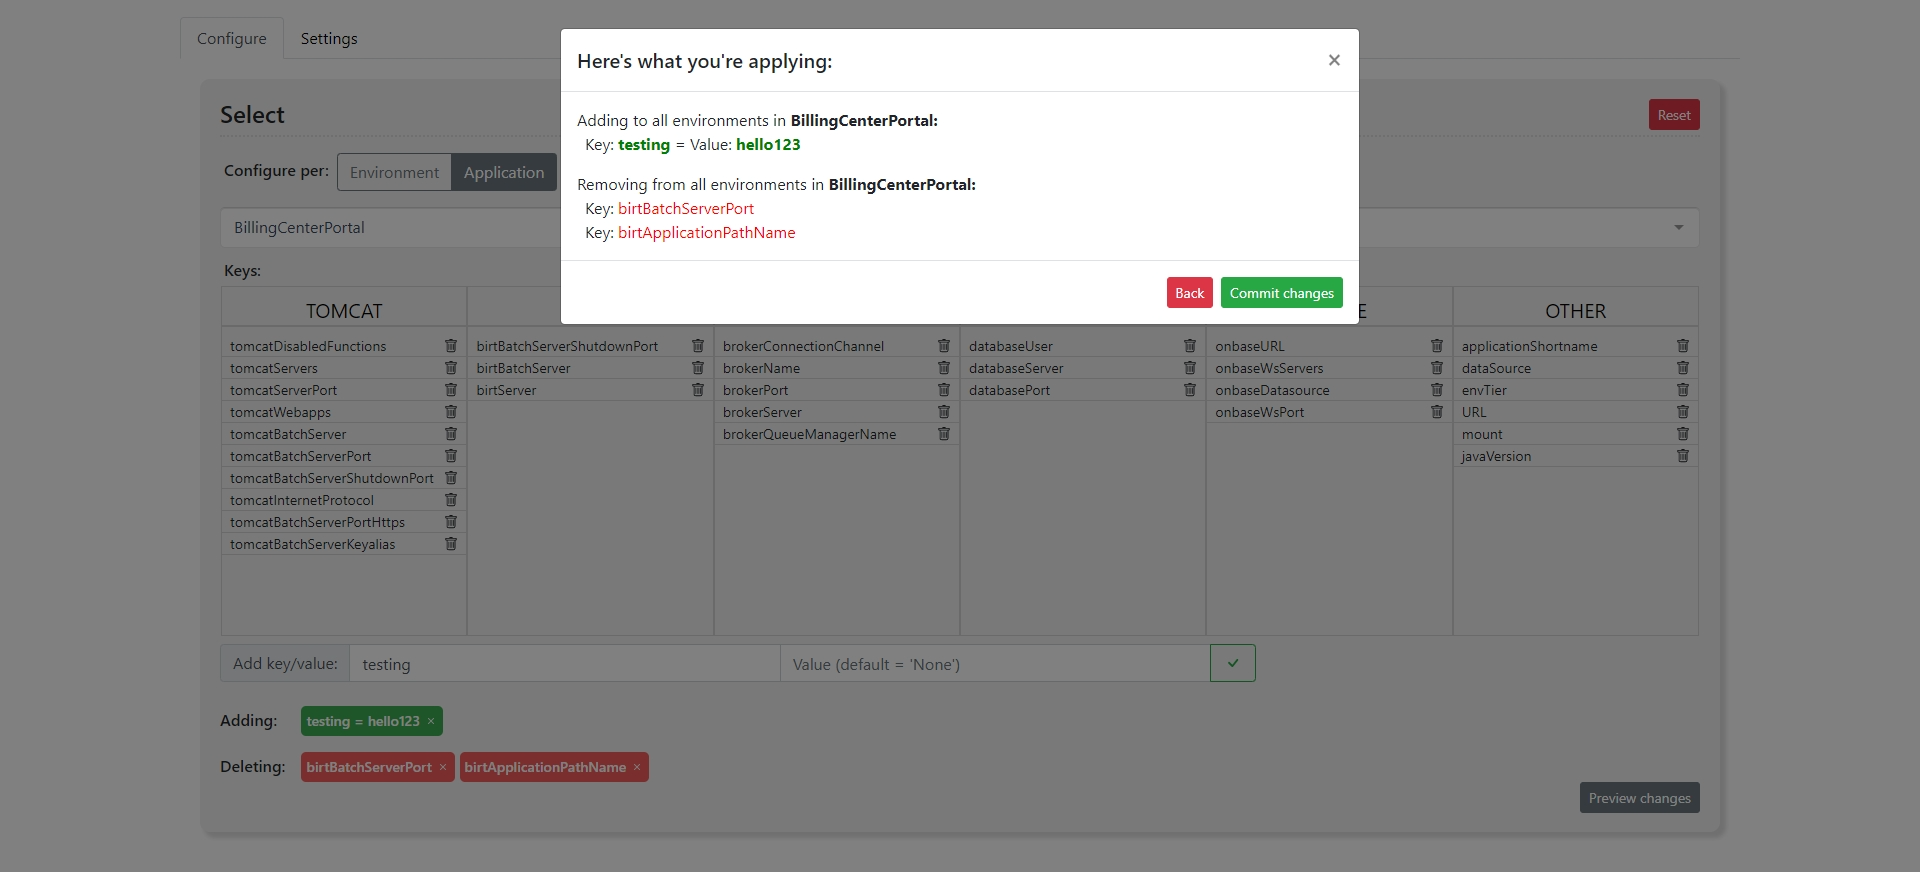 Configure
Settings
Here's what you're applying:
×
Select
Reset
Adding to all environments in BillingCenterPortal:
Key: testing = Value: hello123
Configure per:
Environment
Application
Removing from all environments in BillingCenterPortal:
Key: birtBatchServerPort
Key: birtApplicationPathName
BillingCenterPortal
Keys:
Back
Commit changes
TOMCAT
tomcatDisabledFunctions
tomcatServers
tomcatServerPort
tomcatWebapps
tomcatBatchServer
tomcatBatchServerPort
tomcatBatchServerShutdownPort
tomcatInternetProtocol
tomcatBatchServerPortHttps
tomcatBatchServerKeyalias
birtBatchServerShutdownPort
birtBatchServer
birtServer
brokerConnectionChannel
brokerName
brokerPort
brokerServer
brokerQueueManagerName
databaseUser
databaseServer
databasePort
E
onbaseURL
onbaseWsServers
onbaseDatasource
onbaseWsPort
OTHER
applicationShortname
dataSource
envTier
URL
mount
javaVersion
Add key/value:
testing
Value (default = 'None')
Adding:
testing = hello123 ×
Deleting:
birtBatchServerPort ×
birtApplicationPathName ×
Preview changes